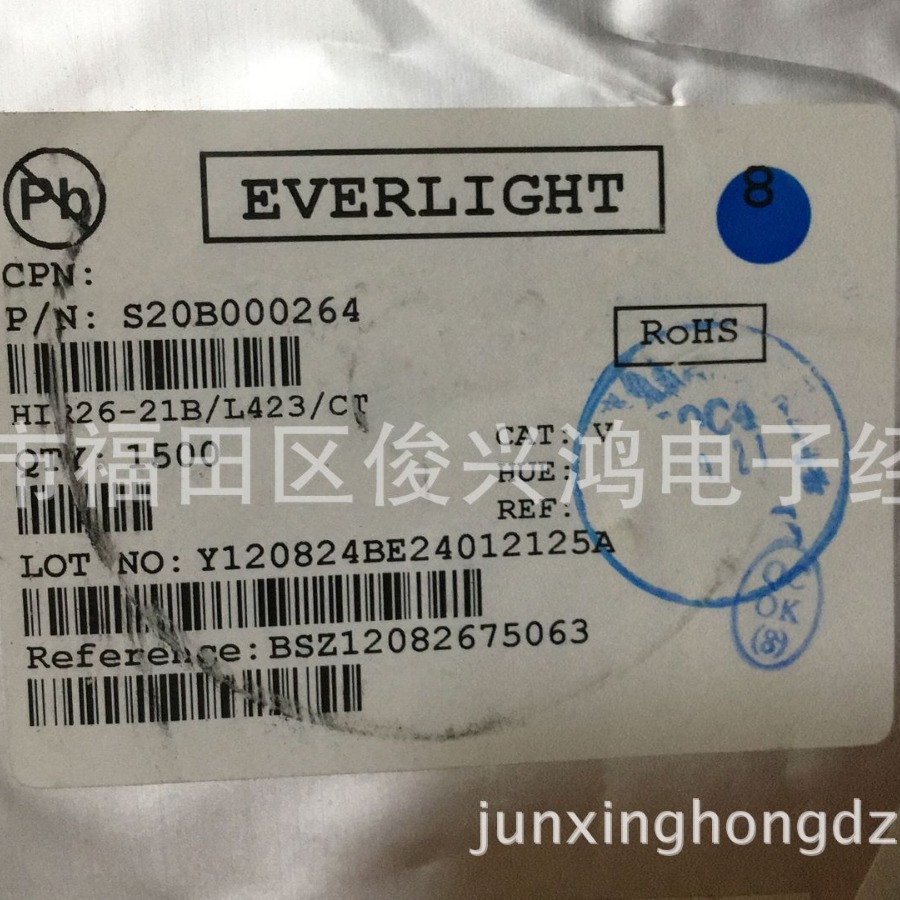 Pb
EVERLIGHT
8
CPN:
P/N: S20B000264
RoHS
HIR26-21B/L423/CT
QTY: 1500
CAT: V
HUE:
REF:
市福田区俊兴鸿电子经
LOT NO: Y120824BE24012125A
QC
OK
(8)
Reference: BSZ12082675063
junxinghongdz